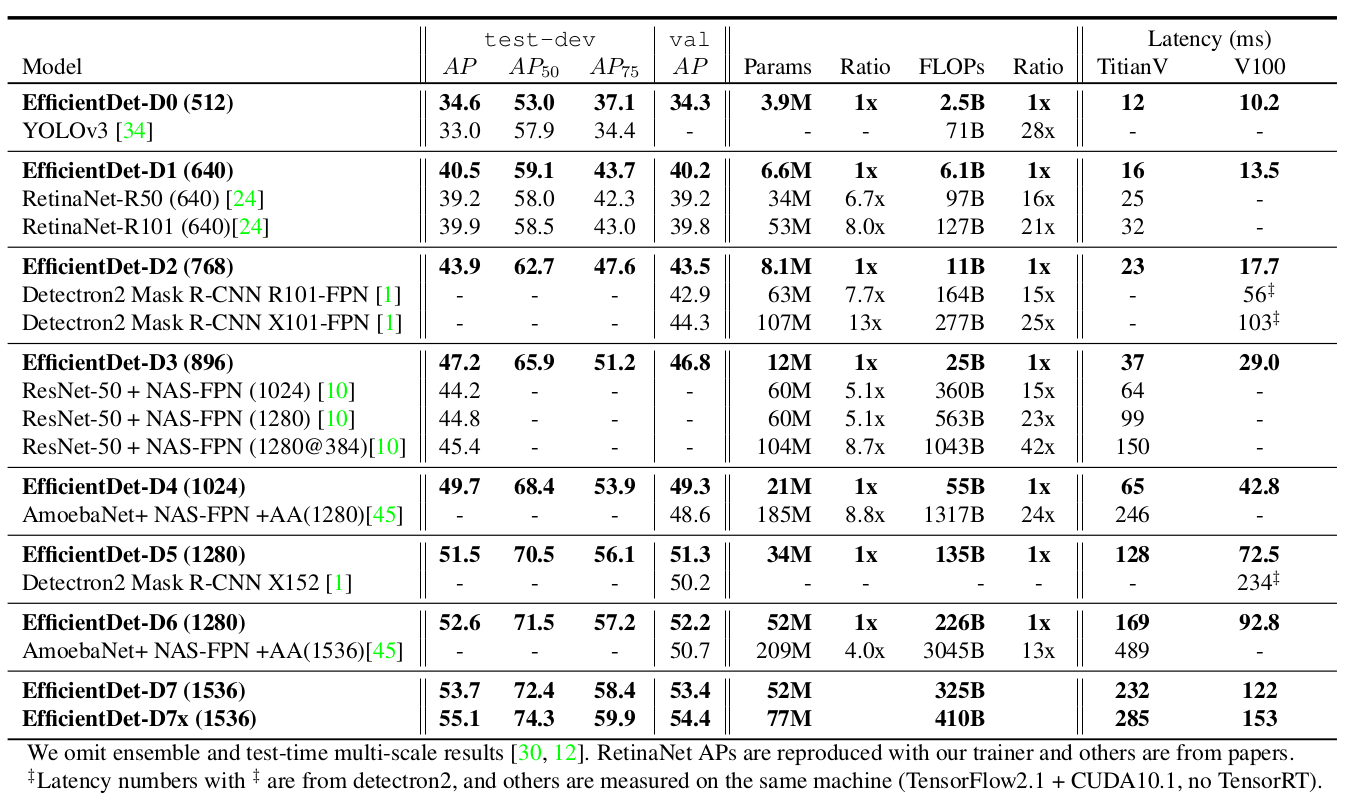 test-dev val Latency (ms)
Model AP AP50 AP75 AP Params Ratio FLOPs Ratio TitianV V100
EfficientDet-D0 (512) 34.6 53.0 37.1 34.3 3.9M 1x 2.5B 1x 12 10.2
YOLOv3 [34] 33.0 57.9 34.4 - - - 71B 28x - -
EfficientDet-D1 (640) 40.5 59.1 43.7 40.2 6.6M 1x 6.1B 1x 16 13.5
RetinaNet-R50 (640) [24] 39.2 58.0 42.3 39.2 34M 6.7x 97B 16x 25 -
RetinaNet-R101 (640)[24] 39.9 58.5 43.0 39.8 53M 8.0x 127B 21x 32 -
EfficientDet-D2 (768) 43.9 62.7 47.6 43.5 8.1M 1x 11B 1x 23 17.7
Detectron2 Mask R-CNN R101-FPN [1] - - - 42.9 63M 7.7x 164B 15x - 56‡
Detectron2 Mask R-CNN X101-FPN [1] - - - 44.3 107M 13x 277B 25x - 103‡
EfficientDet-D3 (896) 47.2 65.9 51.2 46.8 12M 1x 25B 1x 37 29.0
ResNet-50 + NAS-FPN (1024) [10] 44.2 - - - 60M 5.1x 360B 15x 64 -
ResNet-50 + NAS-FPN (1280) [10] 44.8 - - - 60M 5.1x 563B 23x 99 -
ResNet-50 + NAS-FPN (1280@384)[10] 45.4 - - - 104M 8.7x 1043B 42x 150 -
EfficientDet-D4 (1024) 49.7 68.4 53.9 49.3 21M 1x 55B 1x 65 42.8
AmoebaNet+ NAS-FPN +AA(1280)[45] - - - 48.6 185M 8.8x 1317B 24x 246 -
EfficientDet-D5 (1280) 51.5 70.5 56.1 51.3 34M 1x 135B 1x 128 72.5
Detectron2 Mask R-CNN X152 [1] - - - 50.2 - - - - - 234‡
EfficientDet-D6 (1280) 52.6 71.5 57.2 52.2 52M 1x 226B 1x 169 92.8
AmoebaNet+ NAS-FPN +AA(1536)[45] - - - 50.7 209M 4.0x 3045B 13x 489 -
EfficientDet-D7 (1536) 53.7 72.4 58.4 53.4 52M 325B 232 122
EfficientDet-D7x (1536) 55.1 74.3 59.9 54.4 77M 410B 285 153
We omit ensemble and test-time multi-scale results [30, 12]. RetinaNet APs are reproduced with our trainer and others are from papers.
‡Latency numbers with ‡ are from detectron2, and others are measured on the same machine (TensorFlow2.1 + CUDA10.1, no TensorRT).